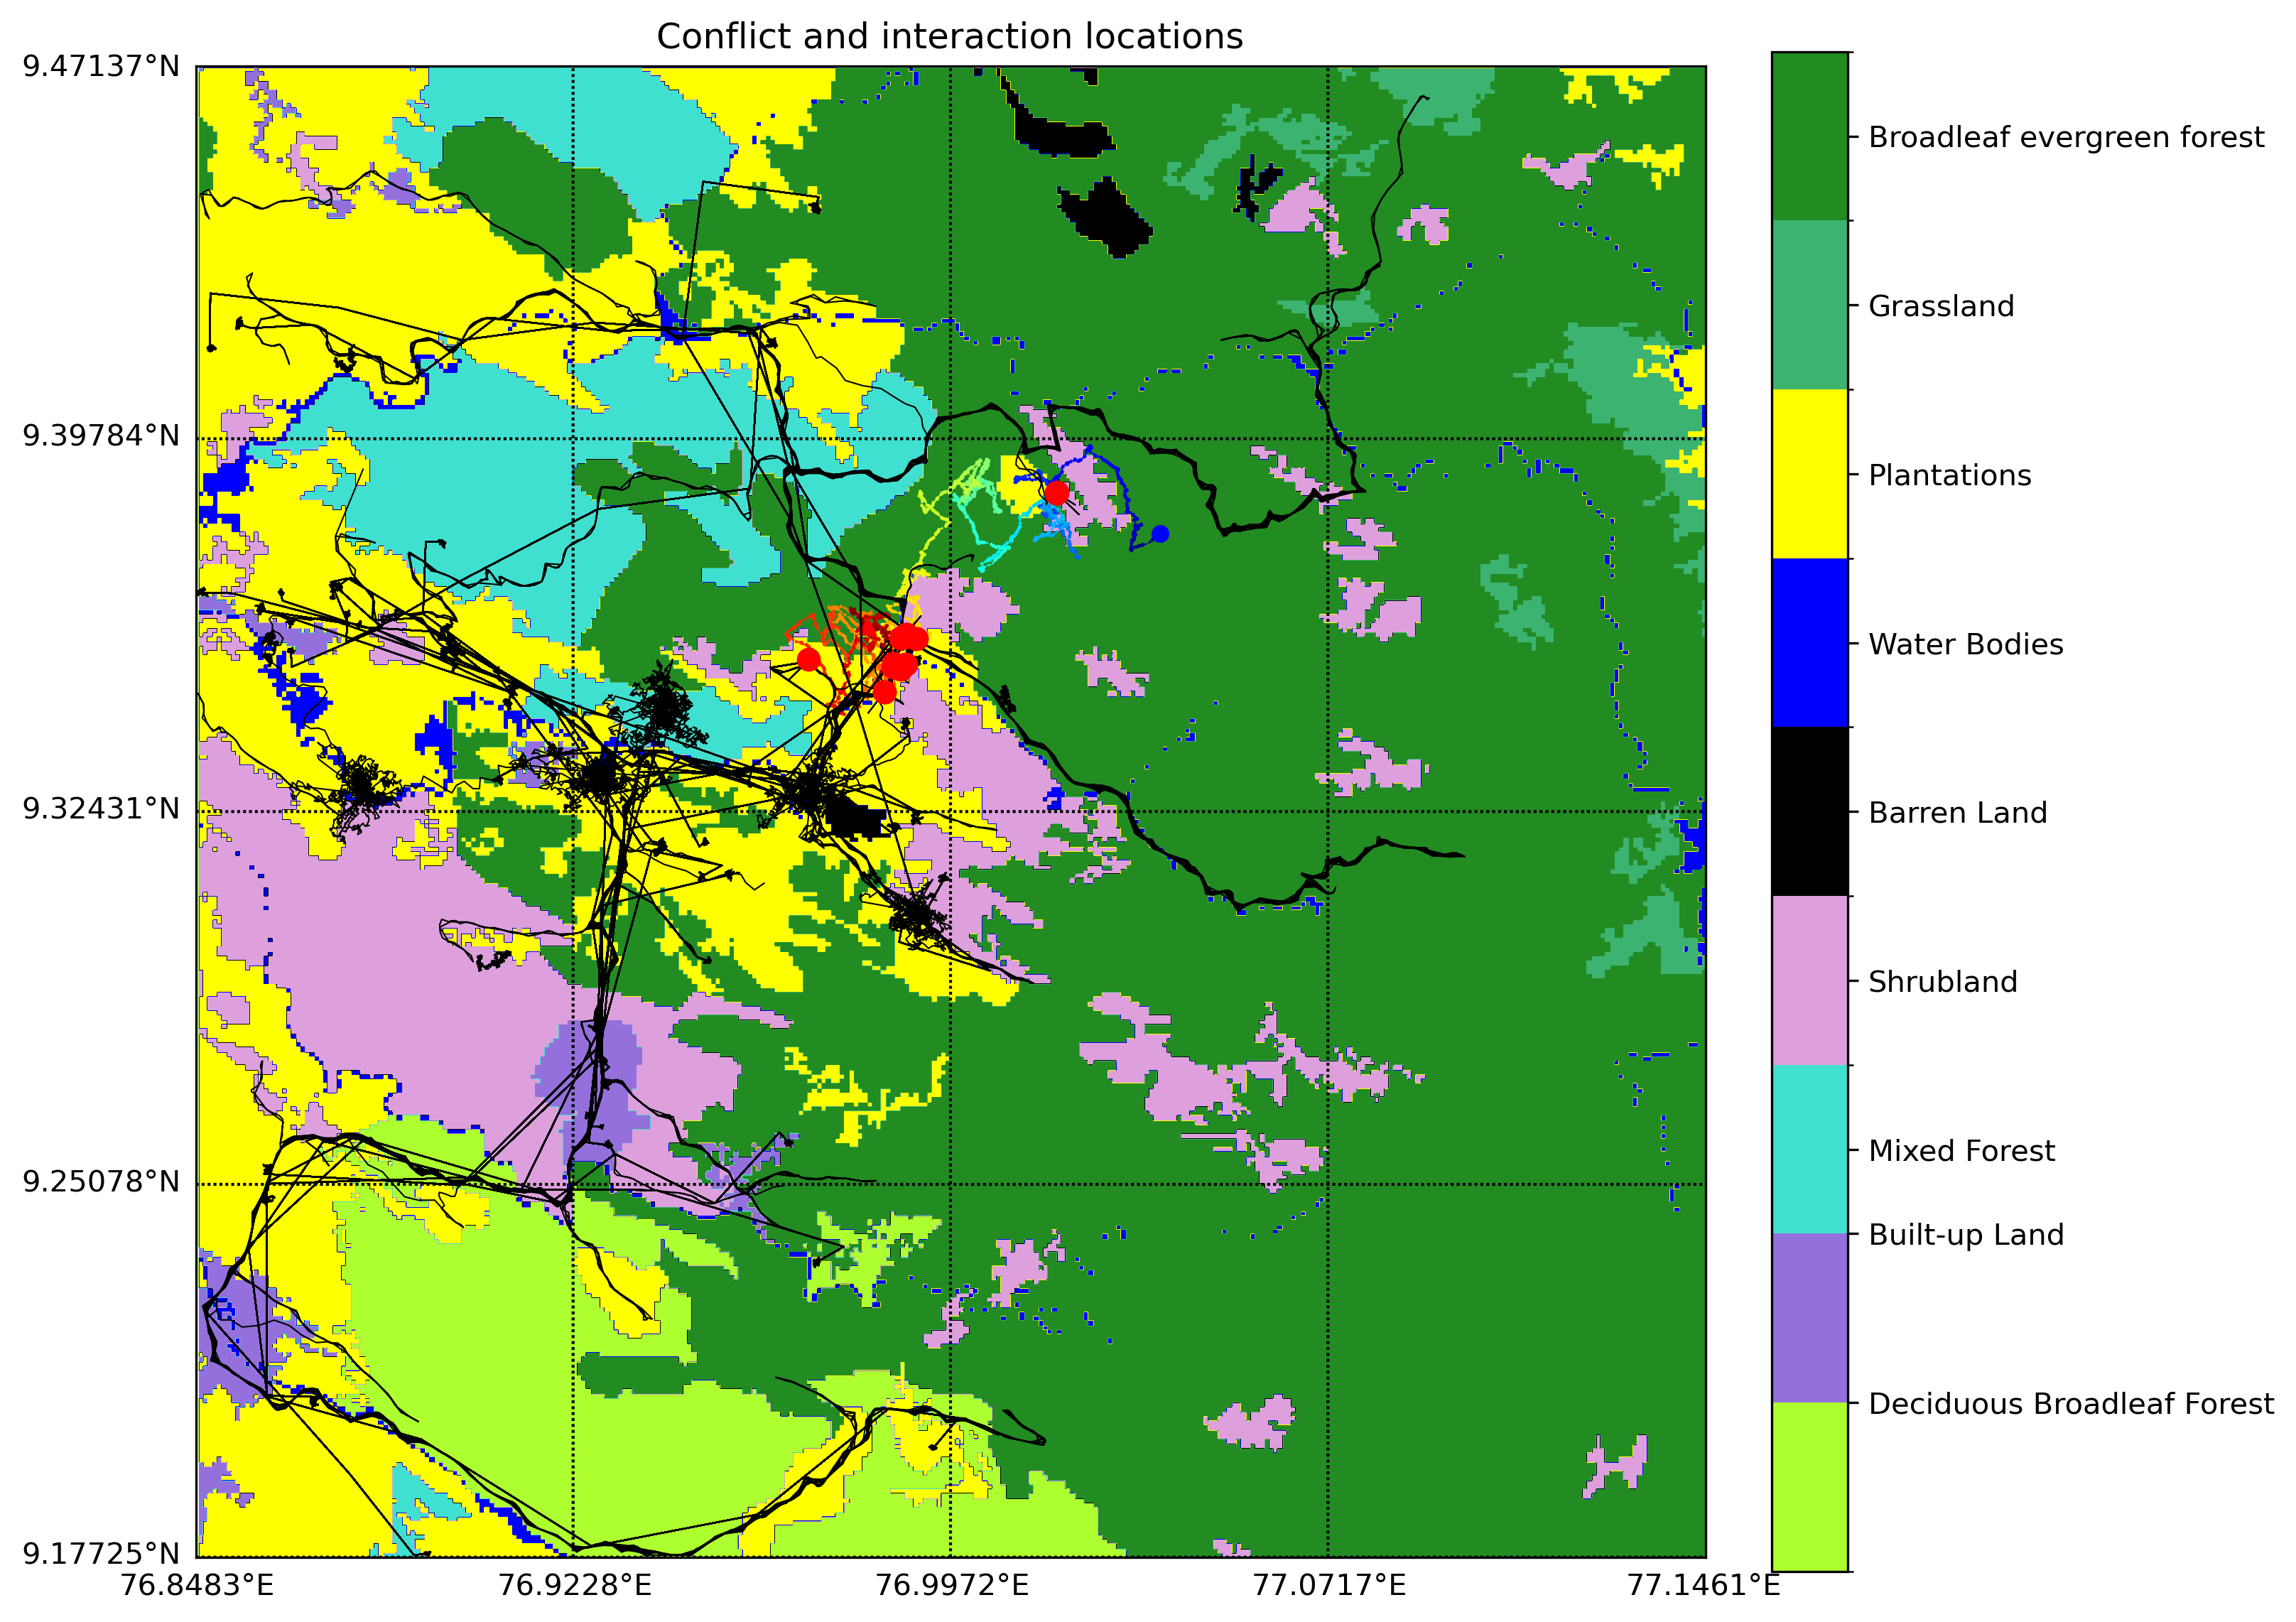 Conflict and interaction locations
9.47137°N
9.39784°N
9.32431°N
9.25078°N
9.17725°N
76.8483°E
76.9228°E
76.9972°E
77.0717°E
77.1461°E
Broadleaf evergreen forest
Grassland
Plantations
Water Bodies
Barren Land
Shrubland
Mixed Forest
Built-up Land
Deciduous Broadleaf Forest